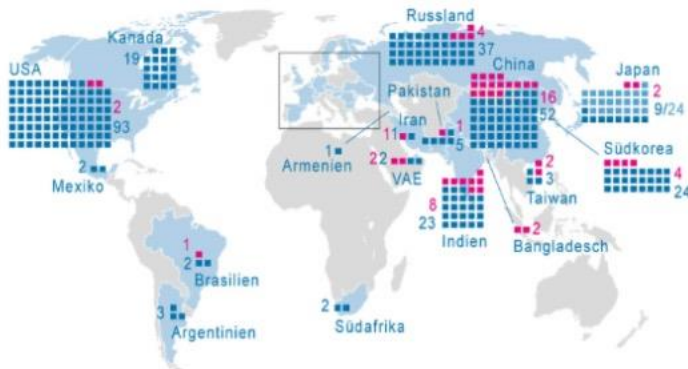 Russland
4
37
Kanada
19
USA
2
93
China
16
52
Japan
2
9/24
Pakistan
1
5
Iran
11
Armenien
1
22
VAE
Südkorea
4
24
2
Mexiko
2
3
Taiwan
8
23
Indien
2
Bangladesch
1
2
Brasilien
3
Argentinien
2
Südafrika